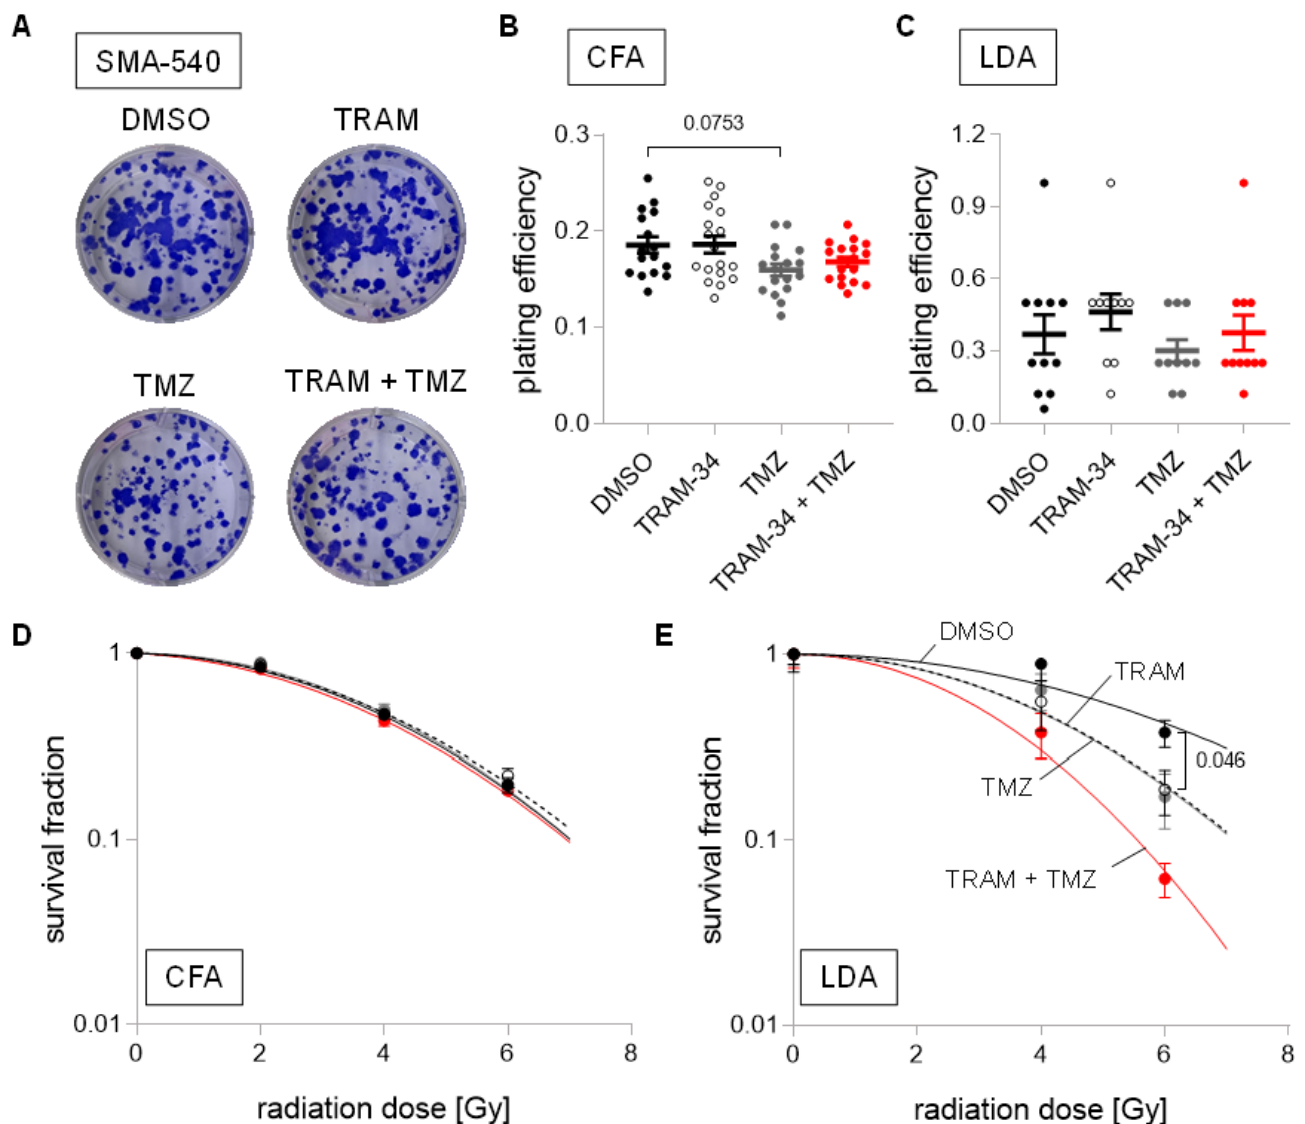 A
SMA-540
DMSO
TRAM
TMZ
TRAM + TMZ
B
CFA
plating efficiency
0.3
0.2
0.1
0.0
0.0753
DMSO
TRAM-34
TMZ
TRAM-34 + TMZ
C
LDA
plating efficiency
1.2
0.9
0.6
0.3
0.0
DMSO
TRAM-34
TMZ
TRAM-34 + TMZ
D
survival fraction
1
0.1
0.01
CFA
0
2
4
6
8
radiation dose [Gy]
E
survival fraction
1
0.1
0.01
DMSO
TRAM
TMZ
0.046
TRAM + TMZ
LDA
0
2
4
6
8
radiation dose [Gy]